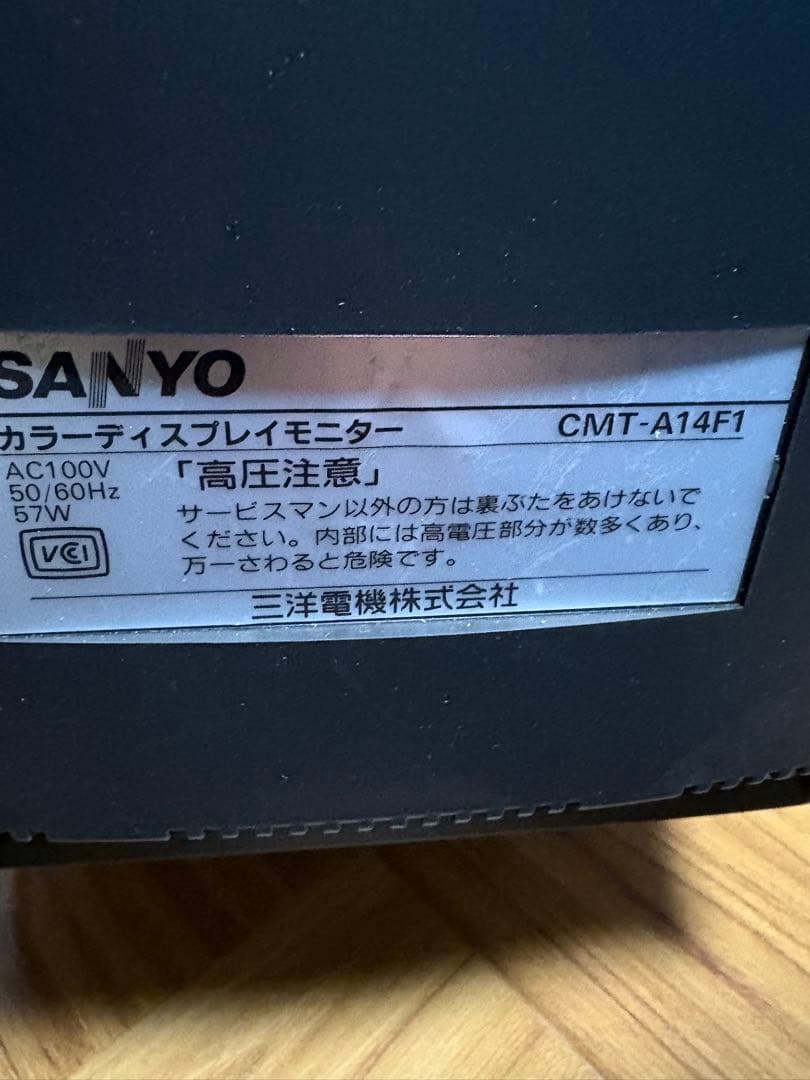 SANYO
カラーディスプレイモニター CMT-A14F1
AC100V
50/60Hz
57W
「高圧注意」
サービスマン以外の方は裏ぶたをあけないで
ください。内部には高電圧部分が数多くあり、
万一さわると危険です。
VCI
三洋電機株式会社